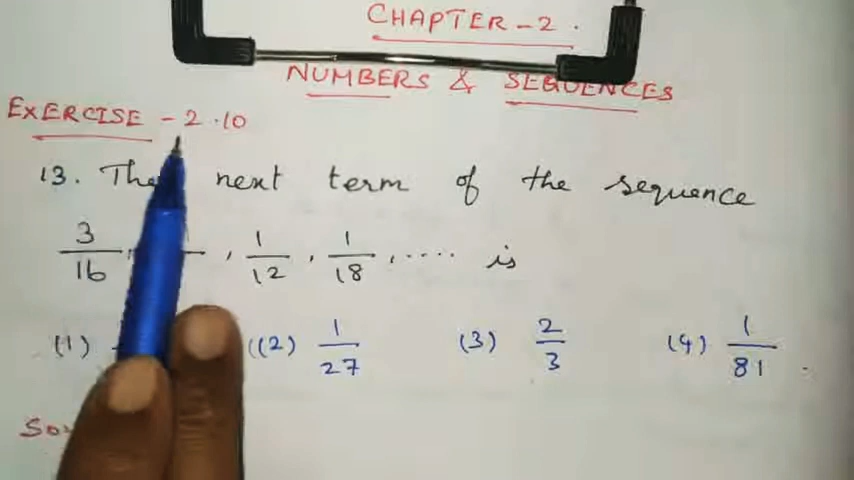 CHAPTER - 2.
NUMBERS & SEQUENCES
EXERCISE - 2.10
13. The next term of the sequence
3/16, , 1/12, 1/18, .... is
(1) (2) 1/27 (3) 2/3 (4) 1/81.